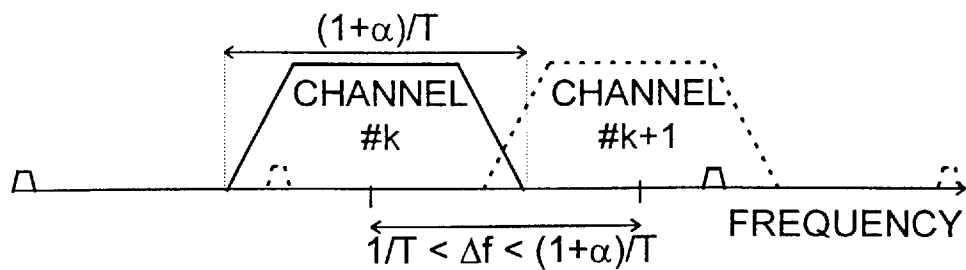 (1+α)/T
CHANNEL
#k
CHANNEL
#k+1
FREQUENCY
1/T < Δf < (1+α)/T